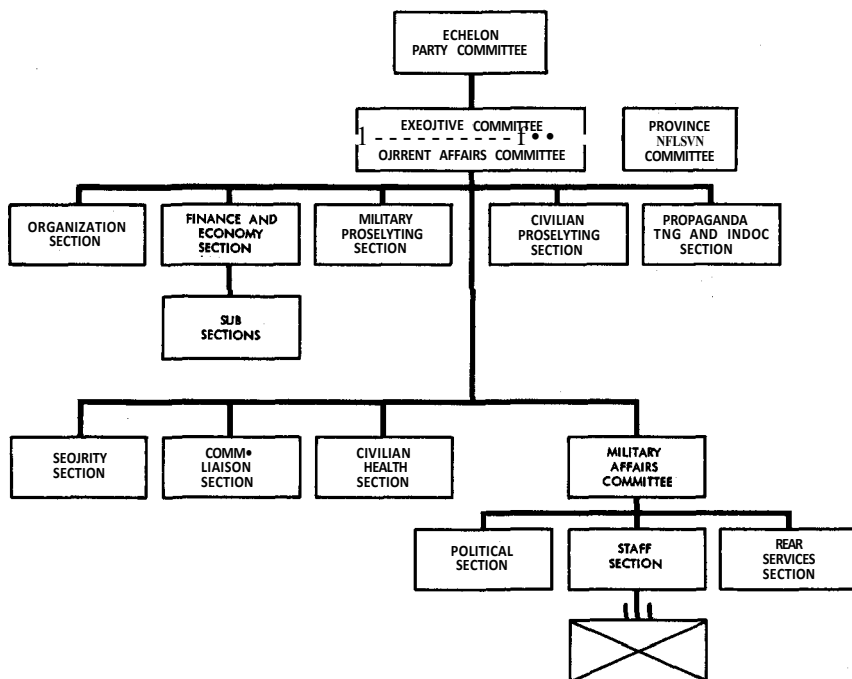 ECHELON
PARTY COMMITTEE
EXEOJTIVE COMMITTEE
1 - - - - - - - - - - - f • •
OJRRENT AFFAIRS COMMITTEE
PROVINCE
NFLSVN
COMMITTEE
ORGANIZATION
SECTION
FINANCE AND
ECONOMY
SECTION
MILITARY
PROSELYTING
SECTION
CIVILIAN
PROSELYTING
SECTION
PROPAGANDA
TNG AND INDOC
SECTION
SUB
SECTIONS
SEOJRITY
SECTION
COMM•
LIAISON
SECTION
CIVILIAN
HEALTH
SECTION
MILITARY
AFFAIRS
COMMITTEE
POLITICAL
SECTION
STAFF
SECTION
REAR
SERVICES
SECTION